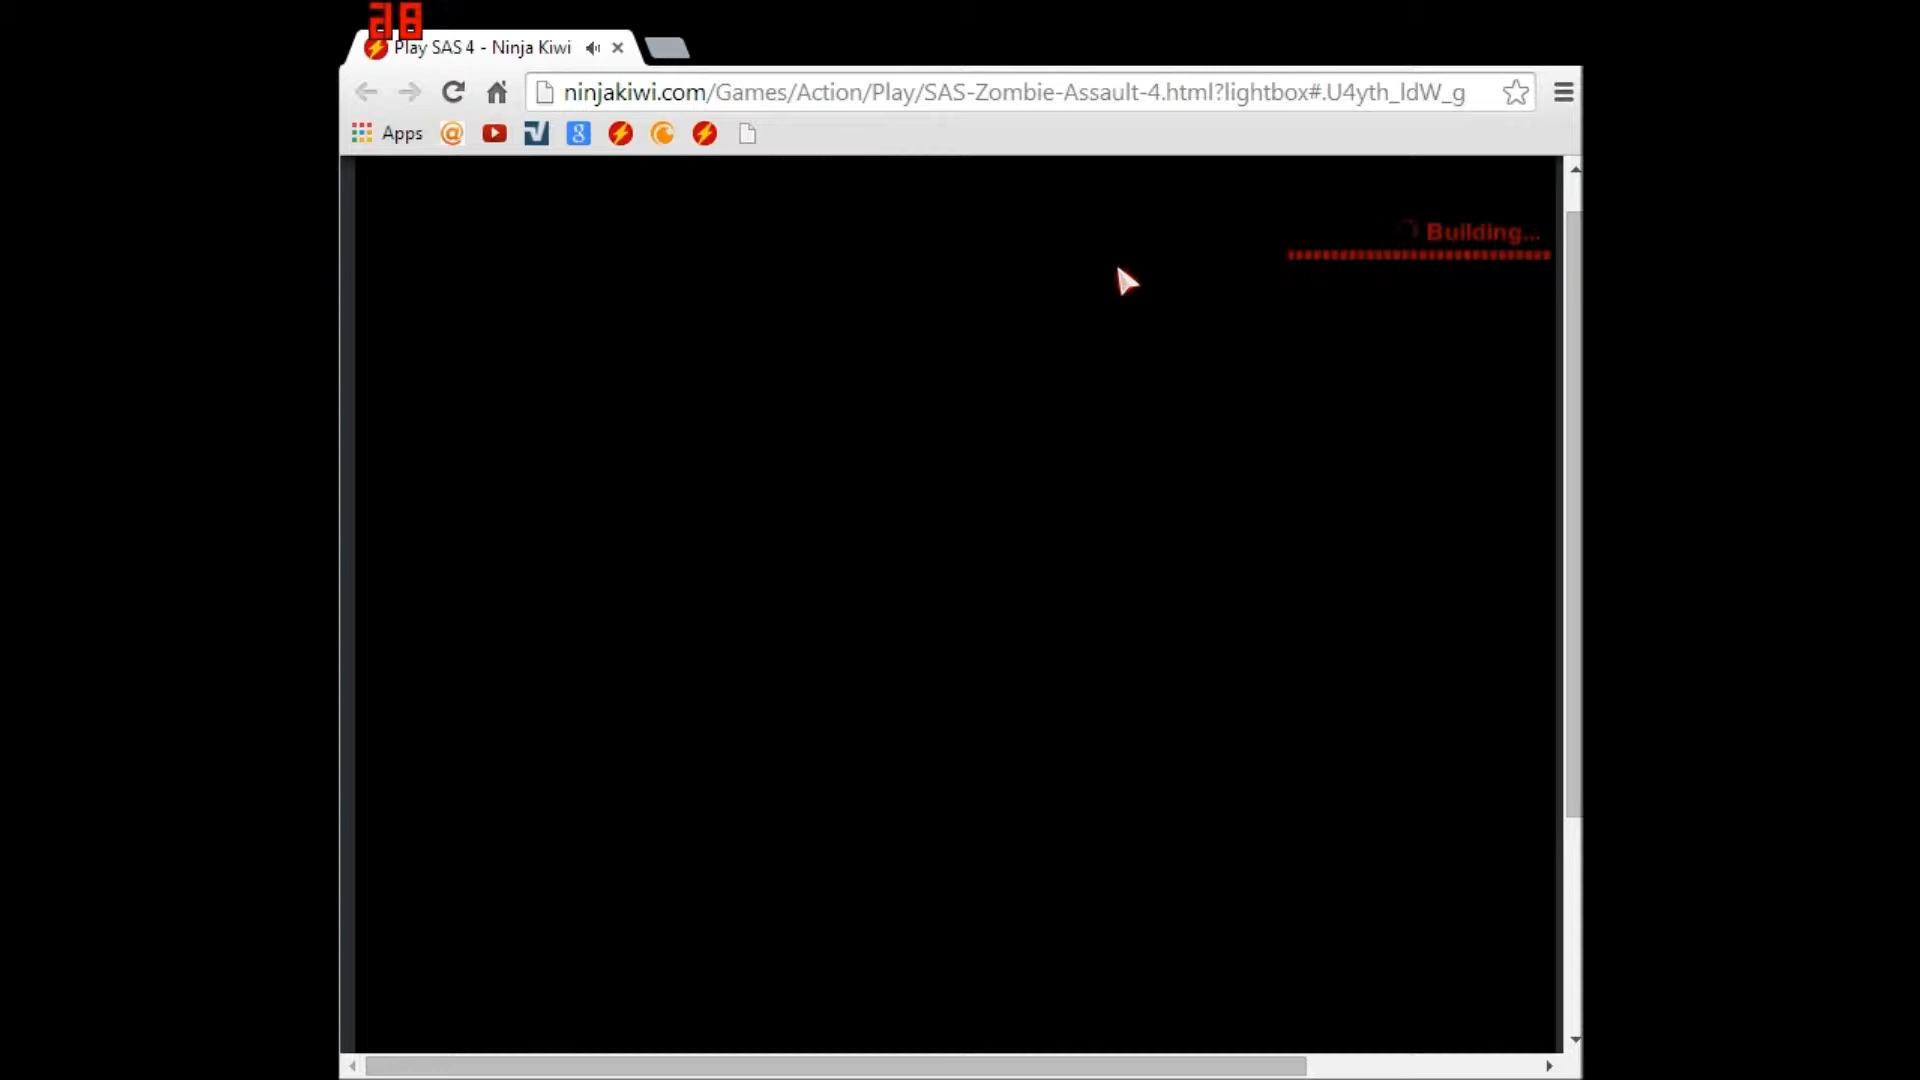 28
Play SAS 4 - Ninja Kiwi
ninjakiwi.com/Games/Action/Play/SAS-Zombie-Assault-4.html?lightbox#.U4yth_ldW_g
Apps
Building...